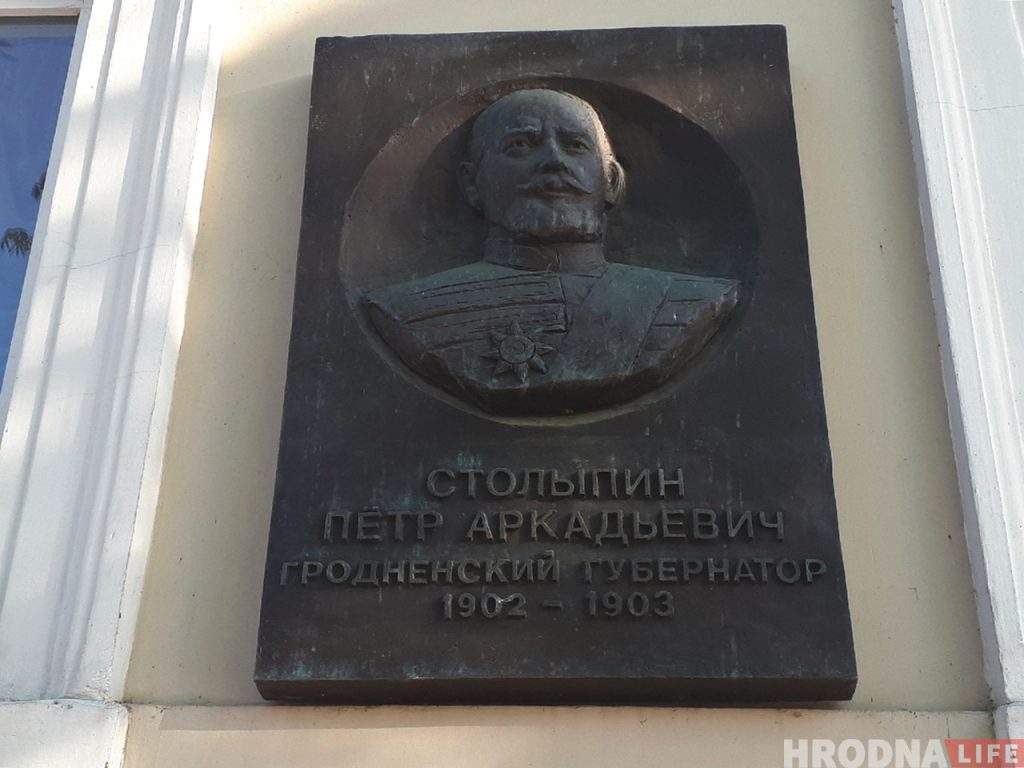 СТОЛЫПИН
ПЁТР АРКАДЬЕВИЧ
ГРОДНЕНСКИЙ ГУБЕРНАТОР
1902 - 1903
HRODNA LIFE